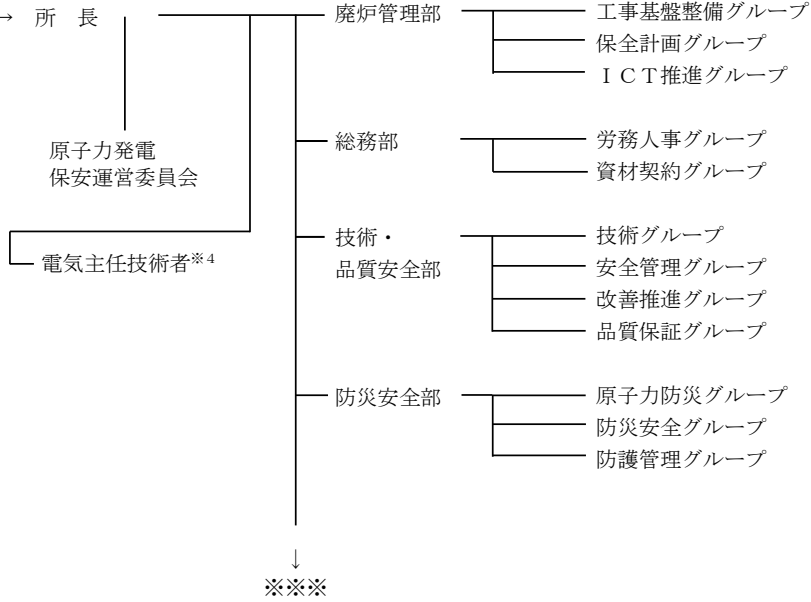 → 所 長
廃炉管理部
工事基盤整備グループ
保全計画グループ
ＩＣＴ推進グループ
原子力発電
保安運営委員会
総務部
労務人事グループ
資材契約グループ
電気主任技術者※4
技術・
品質安全部
技術グループ
安全管理グループ
改善推進グループ
品質保証グループ
防災安全部
原子力防災グループ
防災安全グループ
防護管理グループ
↓
※※※